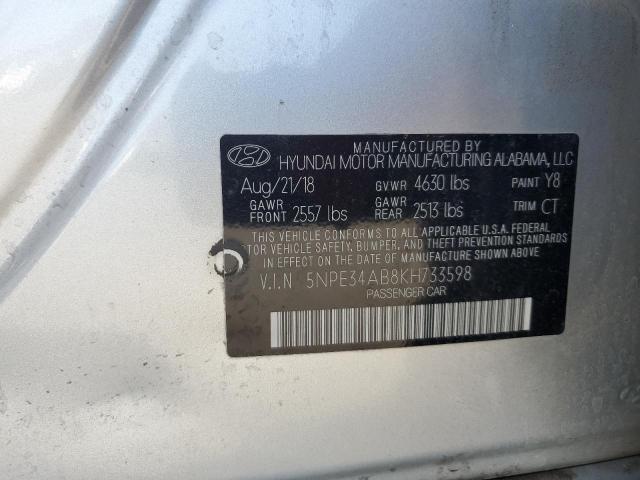 MANUFACTURED BY
HYUNDAI MOTOR MANUFACTURING ALABAMA, LLC
Aug/21/18 GVWR 4630 lbs PAINT Y8
GAWR FRONT 2557 lbs GAWR REAR 2513 lbs TRIM CT
THIS VEHICLE CONFORMS TO ALL APPLICABLE U.S.A. FEDERAL
MOTOR VEHICLE SAFETY, BUMPER, AND THEFT PREVENTION STANDARDS
IN EFFECT ON THE DATE OF MANUFACTURE SHOWN ABOVE.
V.I.N 5NPE34AB8KH733598
PASSENGER CAR